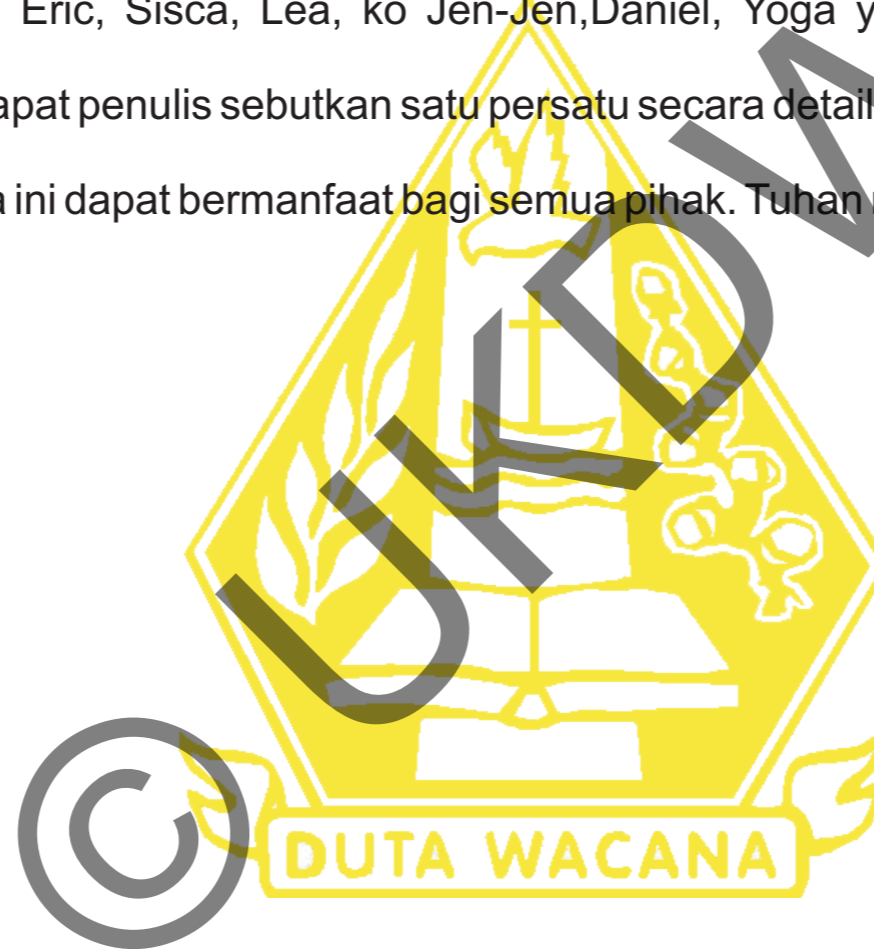 Eric, Sisca, Lea, ko Jen-Jen,Daniel, Yoga
penulis sebutkan satu persatu secara detail
ini dapat bermanfaat bagi semua pihak. Tuhan
© UKDW
DUTA WACANA